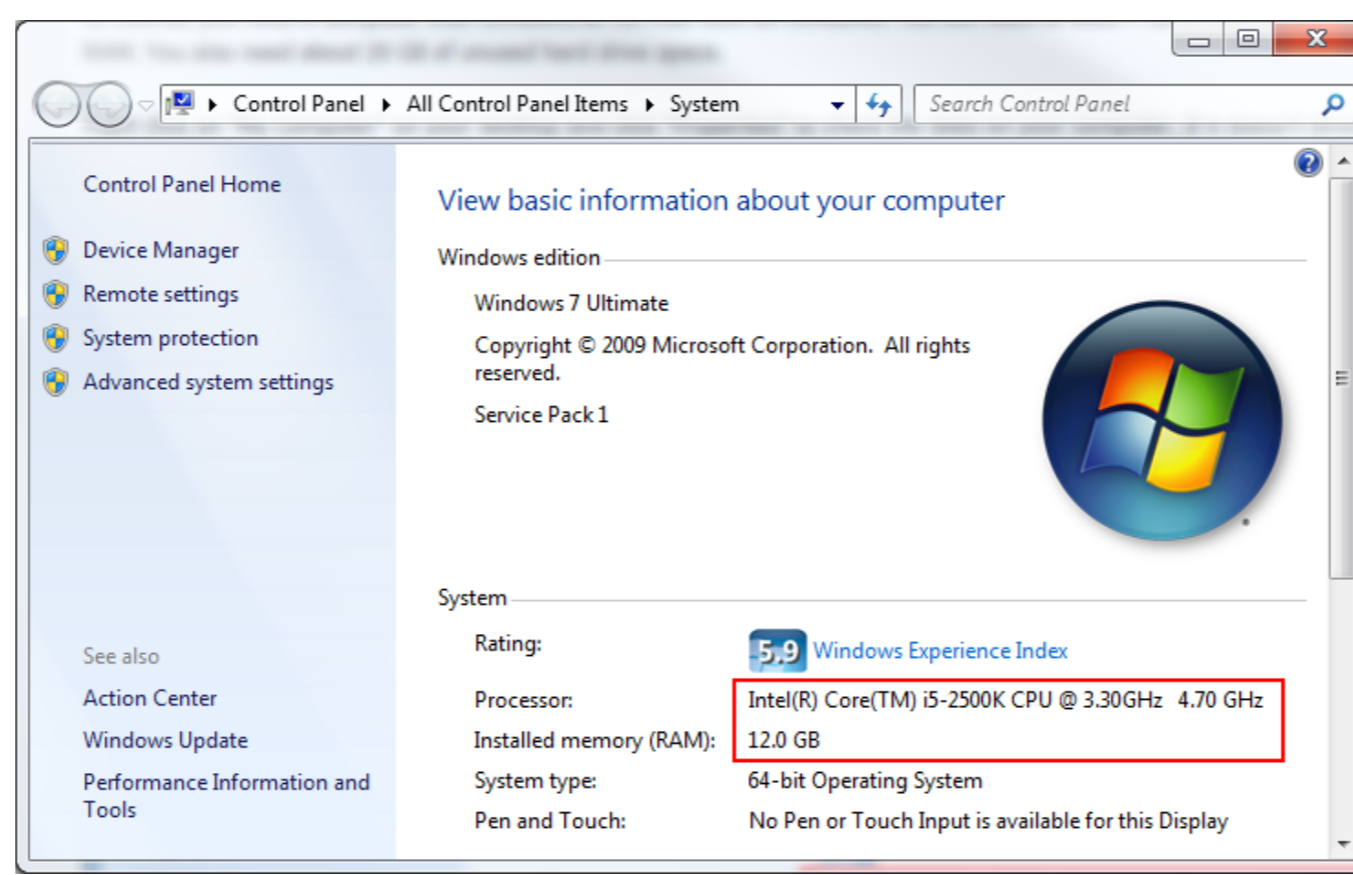 Control Panel
All Control Panel Items
System
Search Control Panel
Control Panel Home
Device Manager
Remote settings
System protection
Advanced system settings
See also
Action Center
Windows Update
Performance Information and
Tools
View basic information about your computer
Windows edition
Windows 7 Ultimate
Copyright © 2009 Microsoft Corporation. All rights
reserved.
Service Pack 1
System
Rating:
5.9 Windows Experience Index
Processor:
Intel(R) Core(TM) i5-2500K CPU @ 3.30GHz 4.70 GHz
Installed memory (RAM):
12.0 GB
System type:
64-bit Operating System
Pen and Touch:
No Pen or Touch Input is available for this Display